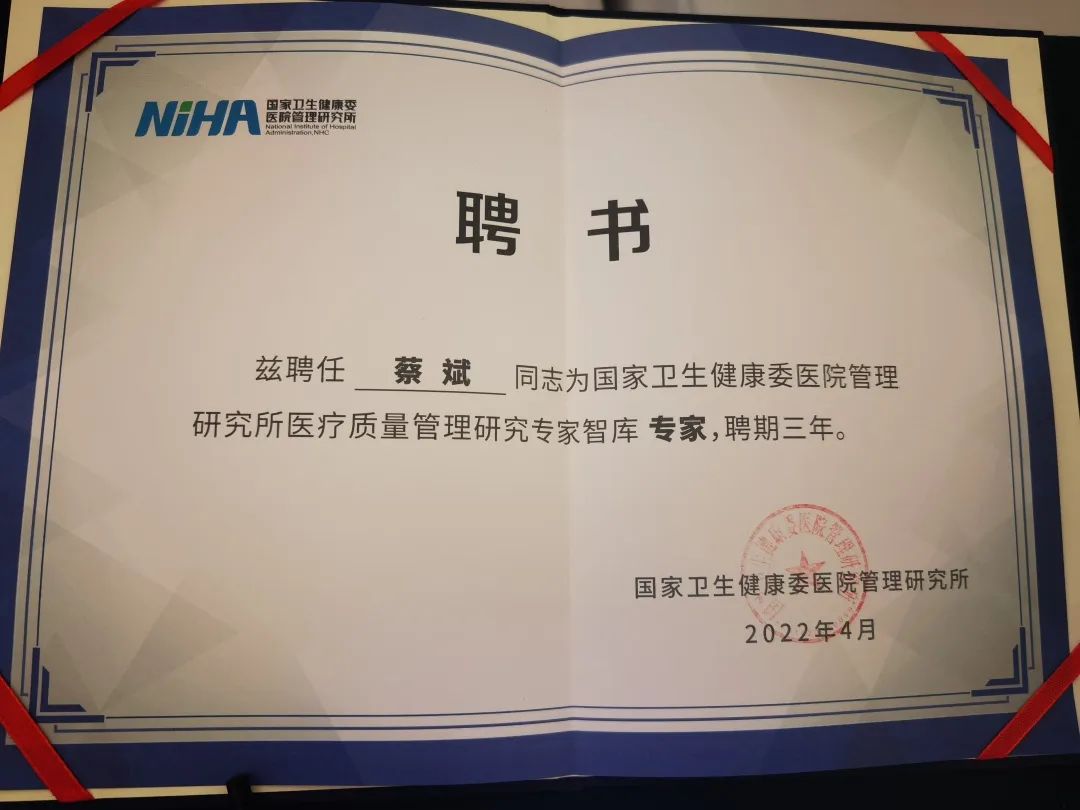 NiHA 国家卫生健康委
医院管理研究所
National Institute of Hospital
Administration,NHC
聘 书
兹聘任 蔡 斌 同志为国家卫生健康委医院管理
研究所医疗质量管理研究专家智库 专家,聘期三年。
国家卫生健康委医院管理研究所
2022年4月